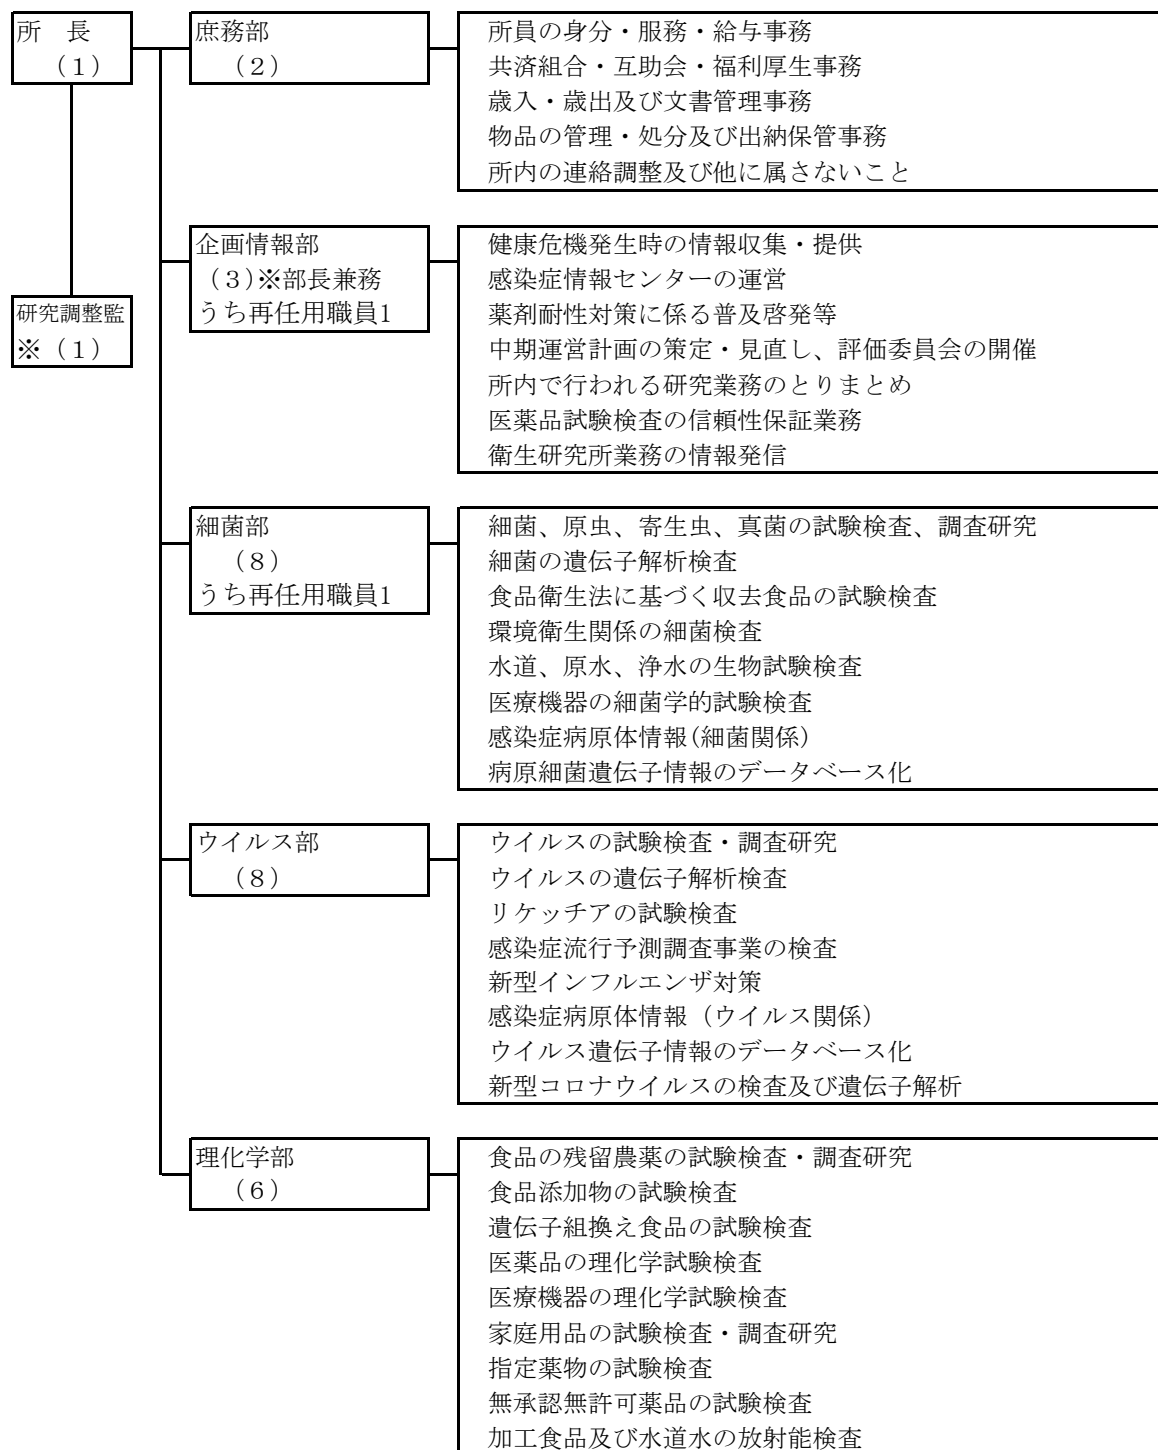 所　長
（1）
庶務部
（2）
所員の身分・服務・給与事務
共済組合・互助会・福利厚生事務
歳入・歳出及び文書管理事務
物品の管理・処分及び出納保管事務
所内の連絡調整及び他に属さないこと
研究調整監
※（1）
企画情報部
（3）※部長兼務
うち再任用職員1
健康危機発生時の情報収集・提供
感染症情報センターの運営
薬剤耐性対策に係る普及啓発等
中期運営計画の策定・見直し、評価委員会の開催
所内で行われる研究業務のとりまとめ
医薬品試験検査の信頼性保証業務
衛生研究所業務の情報発信
細菌部
（8）
うち再任用職員1
細菌、原虫、寄生虫、真菌の試験検査、調査研究
細菌の遺伝子解析検査
食品衛生法に基づく収去食品の試験検査
環境衛生関係の細菌検査
水道、原水、浄水の生物試験検査
医療機器の細菌学的試験検査
感染症病原体情報(細菌関係)
病原細菌遺伝子情報のデータベース化
ウイルス部
（8）
ウイルスの試験検査・調査研究
ウイルスの遺伝子解析検査
リケッチアの試験検査
感染症流行予測調査事業の検査
新型インフルエンザ対策
感染症病原体情報（ウイルス関係）
ウイルス遺伝子情報のデータベース化
新型コロナウイルスの検査及び遺伝子解析
理化学部
（6）
食品の残留農薬の試験検査・調査研究
食品添加物の試験検査
遺伝子組換え食品の試験検査
医薬品の理化学試験検査
医療機器の理化学試験検査
家庭用品の試験検査・調査研究
指定薬物の試験検査
無承認無許可薬品の試験検査
加工食品及び水道水の放射能検査